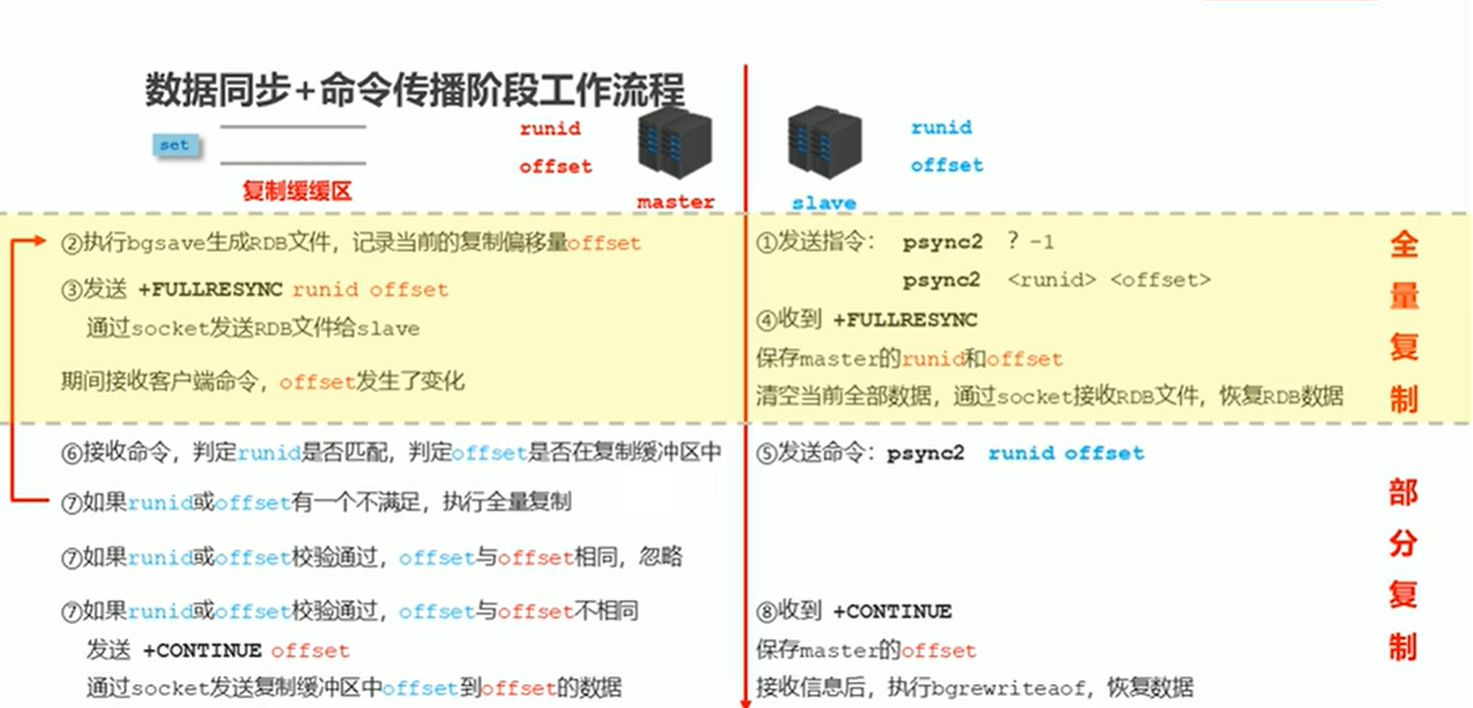 数据同步+命令传播阶段工作流程
set
复制缓缓区
runid
offset
master
slave
runid
offset
②执行bgsave生成RDB文件，记录当前的复制偏移量offset
③发送 +FULLRESYNC runid offset
通过socket发送RDB文件给slave
期间接收客户端命令，offset发生了变化
①发送指令： psync2 ? -1
psync2 <runid> <offset>
④收到 +FULLRESYNC
保存master的runid和offset
清空当前全部数据，通过socket接收RDB文件，恢复RDB数据
全
量
复
制
⑥接收命令，判定runid是否匹配，判定offset是否在复制缓冲区中
⑦如果runid或offset有一个不满足，执行全量复制
⑦如果runid或offset校验通过，offset与offset相同，忽略
⑦如果runid或offset校验通过，offset与offset不相同
发送 +CONTINUE offset
通过socket发送复制缓冲区中offset到offset的数据
⑤发送命令：psync2 runid offset
⑧收到 +CONTINUE
保存master的offset
接收信息后，执行bgrewriteaof，恢复数据
部
分
复
制